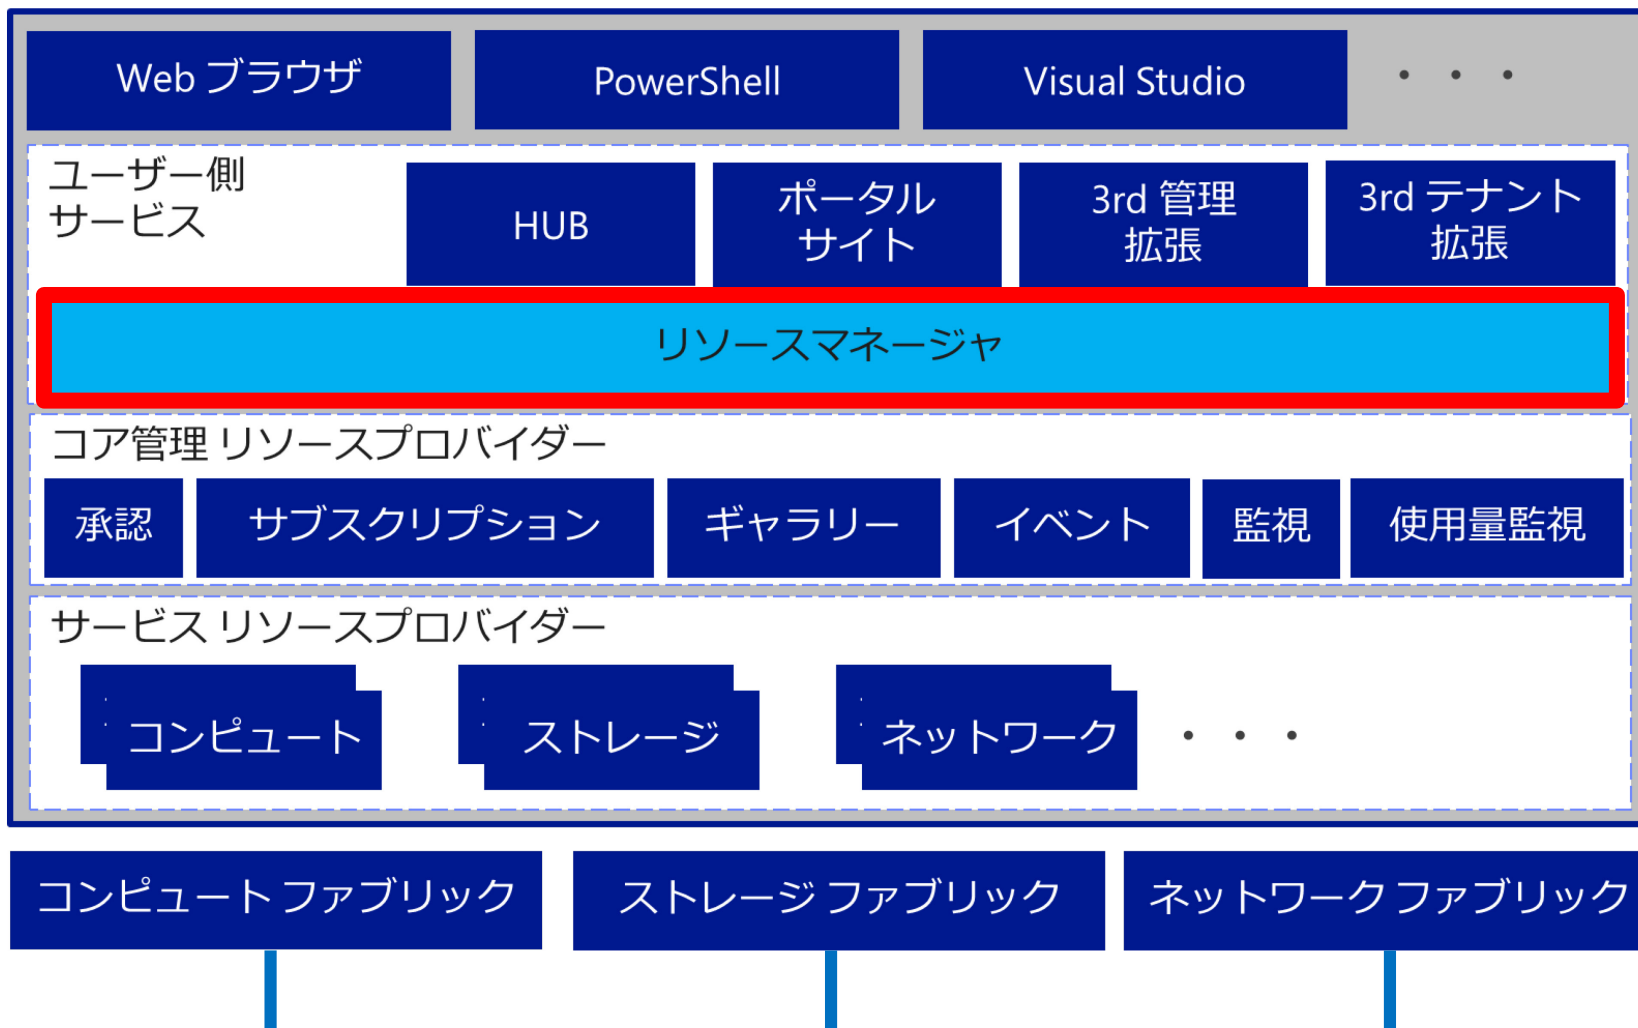 Web ブラウザ
PowerShell
Visual Studio
・・・
ユーザー側
サービス
HUB
ポータル
サイト
3rd 管理
拡張
3rd テナント
拡張
リソースマネージャ
コア管理 リソースプロバイダー
承認
サブスクリプション
ギャラリー
イベント
監視
使用量監視
サービス リソースプロバイダー
コンピュート
ストレージ
ネットワーク
・・・
コンピュート ファブリック
ストレージ ファブリック
ネットワーク ファブリック